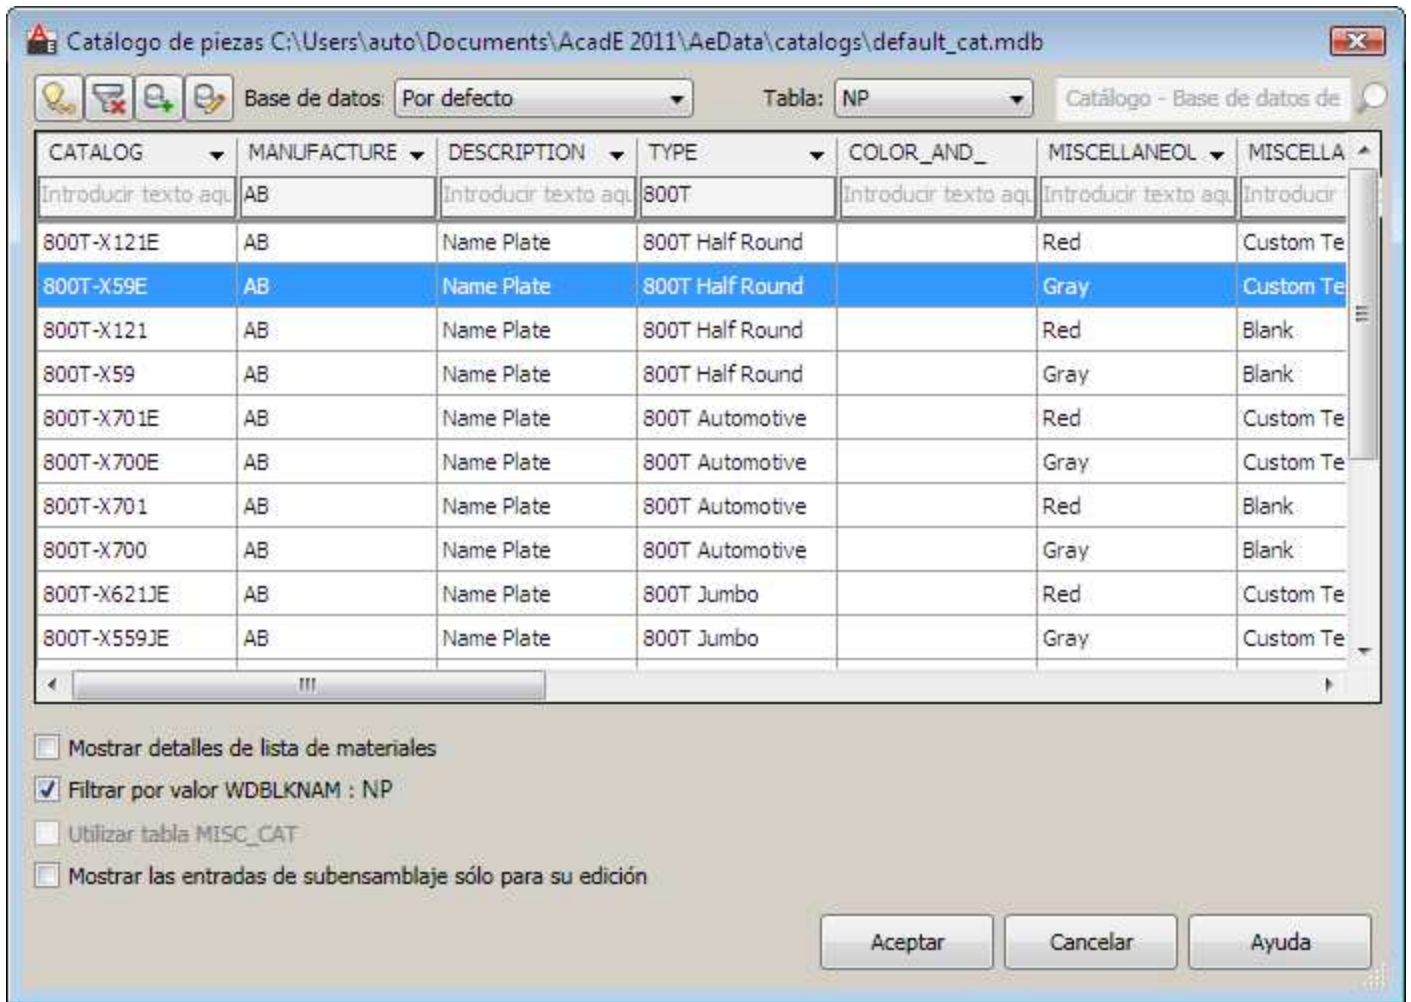 Catálogo de piezas C:\Users\auto\Documents\AcadE 2011\AeData\catalogs\default_cat.mdb
Base de datos: Por defecto Tabla: NP Catálogo - Base de datos de
CATALOG MANUFACTURE DESCRIPTION TYPE COLOR_AND_ MISCELLANEOU MISCELLA
Introducir texto aqu AB Introducir texto aqu 800T Introducir texto aqu Introducir texto aqu Introducir
800T-X121E AB Name Plate 800T Half Round Red Custom Te
800T-X59E AB Name Plate 800T Half Round Gray Custom Te
800T-X121 AB Name Plate 800T Half Round Red Blank
800T-X59 AB Name Plate 800T Half Round Gray Blank
800T-X701E AB Name Plate 800T Automotive Red Custom Te
800T-X700E AB Name Plate 800T Automotive Gray Custom Te
800T-X701 AB Name Plate 800T Automotive Red Blank
800T-X700 AB Name Plate 800T Automotive Gray Blank
800T-X621JE AB Name Plate 800T Jumbo Red Custom Te
800T-X559JE AB Name Plate 800T Jumbo Gray Custom Te
Mostrar detalles de lista de materiales
Filtrar por valor WDBLKNAM : NP
Utilizar tabla MISC_CAT
Mostrar las entradas de subensamblaje sólo para su edición
Aceptar Cancelar Ayuda